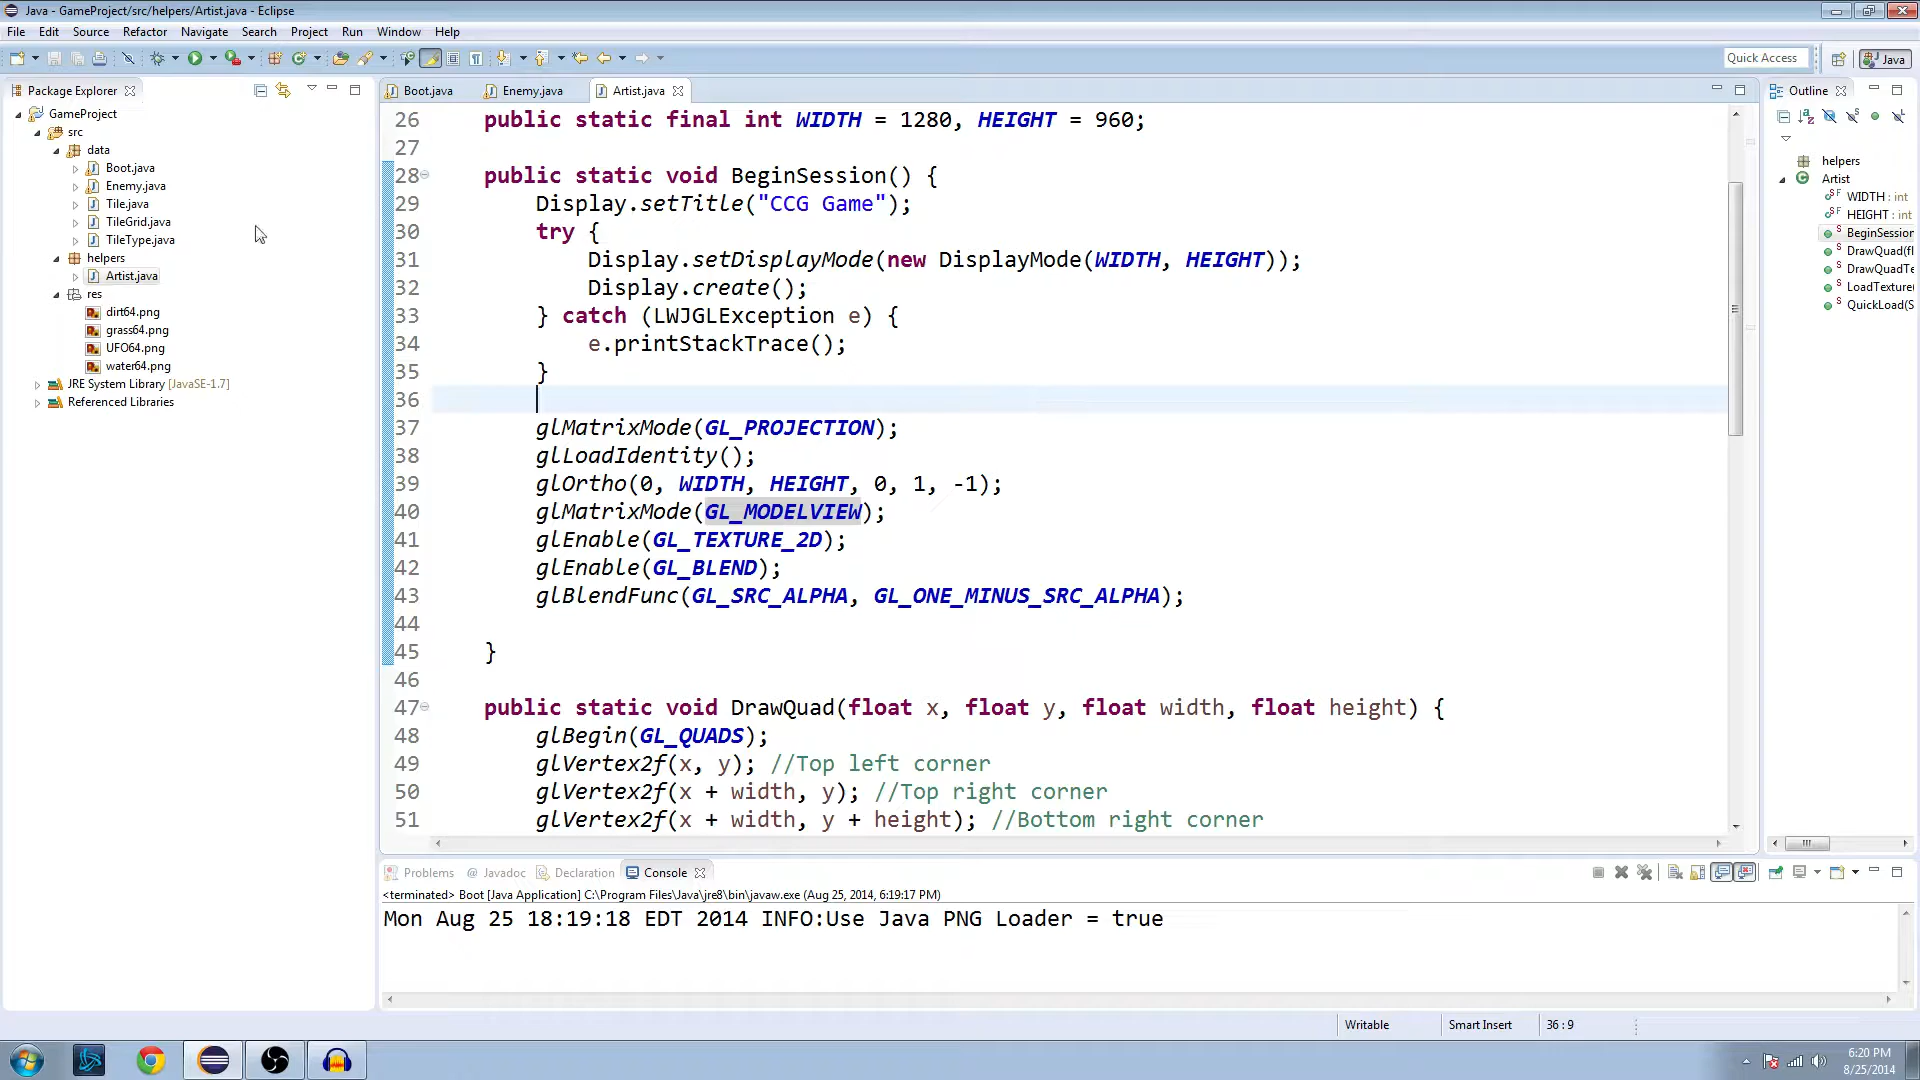 Java - GameProject/src/helpers/Artist.java - Eclipse
File Edit Source Refactor Navigate Search Project Run Window Help
Quick Access
Java
Package Explorer
GameProject
src
data
Boot.java
Enemy.java
Tile.java
TileGrid.java
TileType.java
helpers
Artist.java
res
dirt64.png
grass64.png
UFO64.png
water64.png
JRE System Library [JavaSE-1.7]
Referenced Libraries
Boot.java Enemy.java Artist.java
26 public static final int WIDTH = 1280, HEIGHT = 960;
27
28 public static void BeginSession() {
29 Display.setTitle("CCG Game");
30 try {
31 Display.setDisplayMode(new DisplayMode(WIDTH, HEIGHT));
32 Display.create();
33 } catch (LWJGLException e) {
34 e.printStackTrace();
35 }
36
37 glMatrixMode(GL_PROJECTION);
38 glLoadIdentity();
39 glOrtho(0, WIDTH, HEIGHT, 0, 1, -1);
40 glMatrixMode(GL_MODELVIEW);
41 glEnable(GL_TEXTURE_2D);
42 glEnable(GL_BLEND);
43 glBlendFunc(GL_SRC_ALPHA, GL_ONE_MINUS_SRC_ALPHA);
44
45 }
46
47 public static void DrawQuad(float x, float y, float width, float height) {
48 glBegin(GL_QUADS);
49 glVertex2f(x, y); //Top left corner
50 glVertex2f(x + width, y); //Top right corner
51 glVertex2f(x + width, y + height); //Bottom right corner
Outline
helpers
Artist
WIDTH : int
HEIGHT : int
BeginSession
DrawQuad(fl
DrawQuadTe
LoadTexture(
QuickLoad(S
Problems @ Javadoc Declaration Console
<terminated> Boot [Java Application] C:\Program Files\Java\jre8\bin\javaw.exe (Aug 25, 2014, 6:19:17 PM)
Mon Aug 25 18:19:18 EDT 2014 INFO:Use Java PNG Loader = true
Writable Smart Insert 36 : 9
6:20 PM
8/25/2014